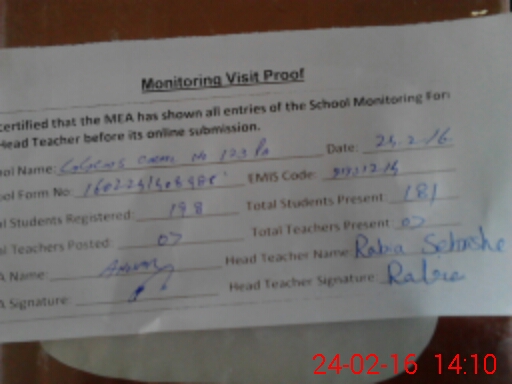 Monitoring Visit Proof
certified that the MEA has shown all entries of the School Monitoring For
Head Teacher before its online submission.
ool Name: No 123 Date: 24.2.16
ool Form No: EMIS Code:
al Students Registered: 198 Total Students Present: 181
al Teachers Posted: 07 Total Teachers Present 07
A Name: Head Teacher Name Rabia
A Signature: Head Teacher Signature Rabia
24-02-16 14:10